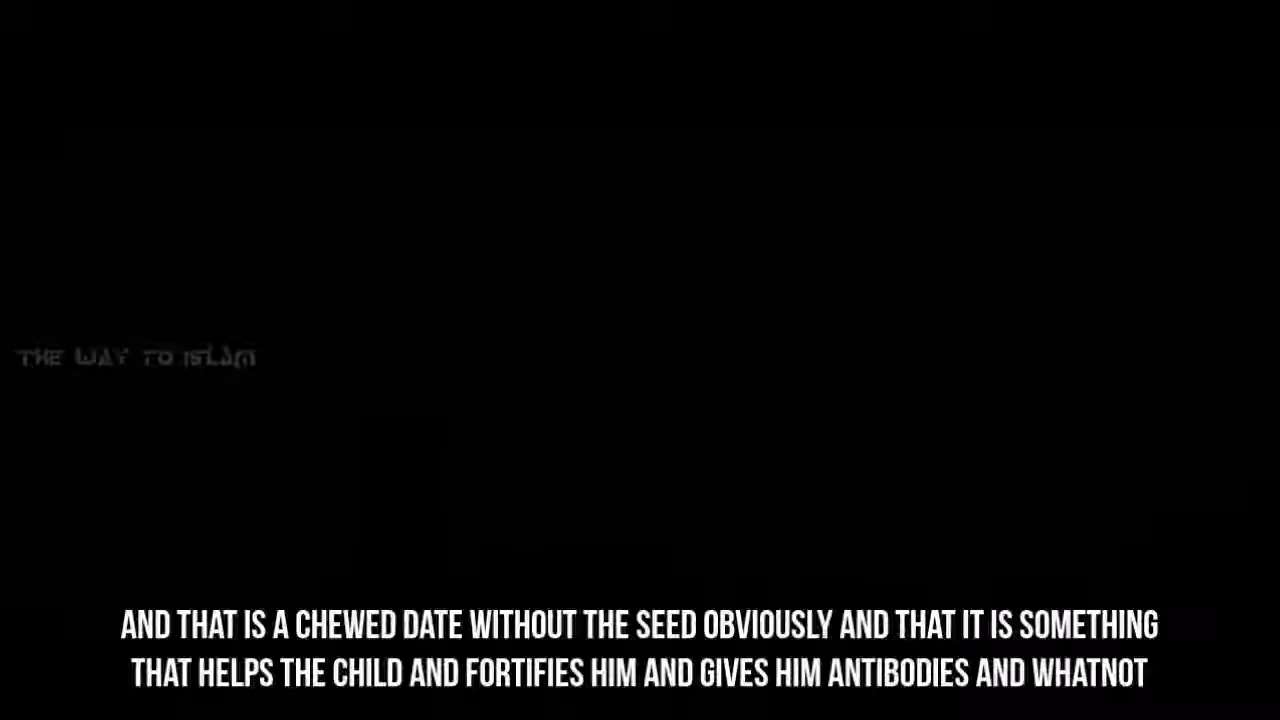 THE WAY TO ISLAM
AND THAT IS A CHEWED DATE WITHOUT THE SEED OBVIOUSLY AND THAT IT IS SOMETHING
THAT HELPS THE CHILD AND FORTIFIES HIM AND GIVES HIM ANTIBODIES AND WHATNOT